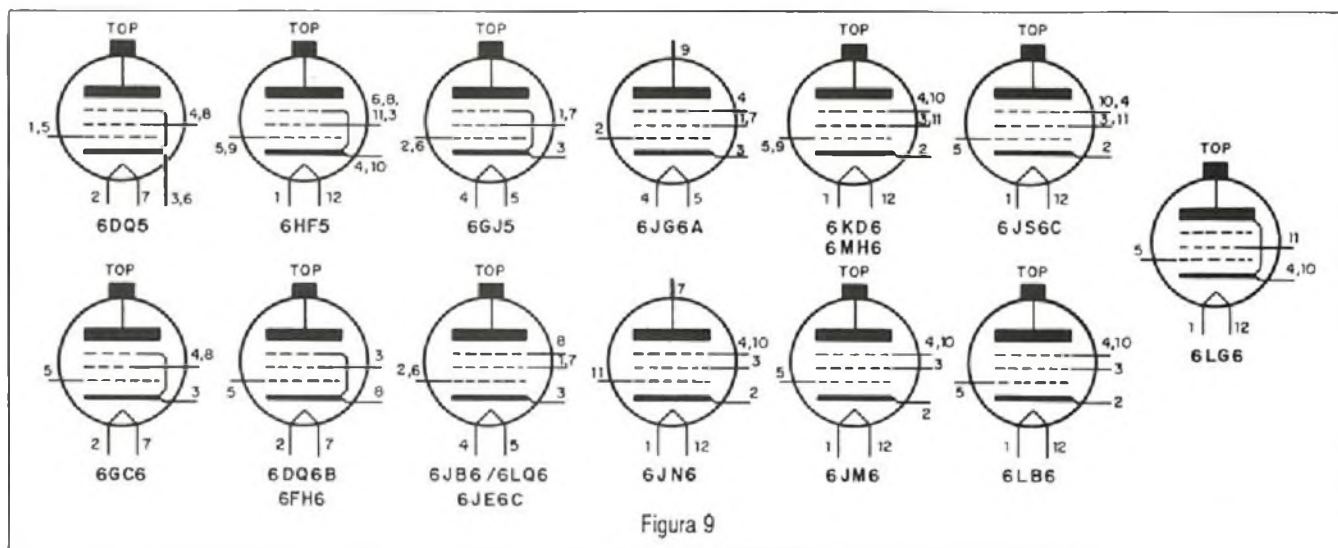 TOP
1,5
4,8
2
7
3,6
6DQ5
TOP
6,8,
11,3
5,9
4,10
1
12
6HF5
TOP
1,7
2,6
3
4
5
6GJ5
9
4
1,7
2
3
4
5
6JG6A
TOP
4,10
3,11
5,9
2
1
12
6KD6
6MH6
TOP
10,4
3,11
5
2
1
12
6JS6C
TOP
11
5
4,10
1
12
6LG6
TOP
4,8
5
3
2
7
6GC6
TOP
3
5
8
2
7
6DQ6B
6FH6
TOP
8
1,7
2,6
3
4
5
6JB6/6LQ6
6JE6C
7
4,10
3
11
2
1
12
6JN6
TOP
4,10
3
5
2
1
12
6JM6
TOP
4,10
3
5
2
1
12
6LB6
Figura 9